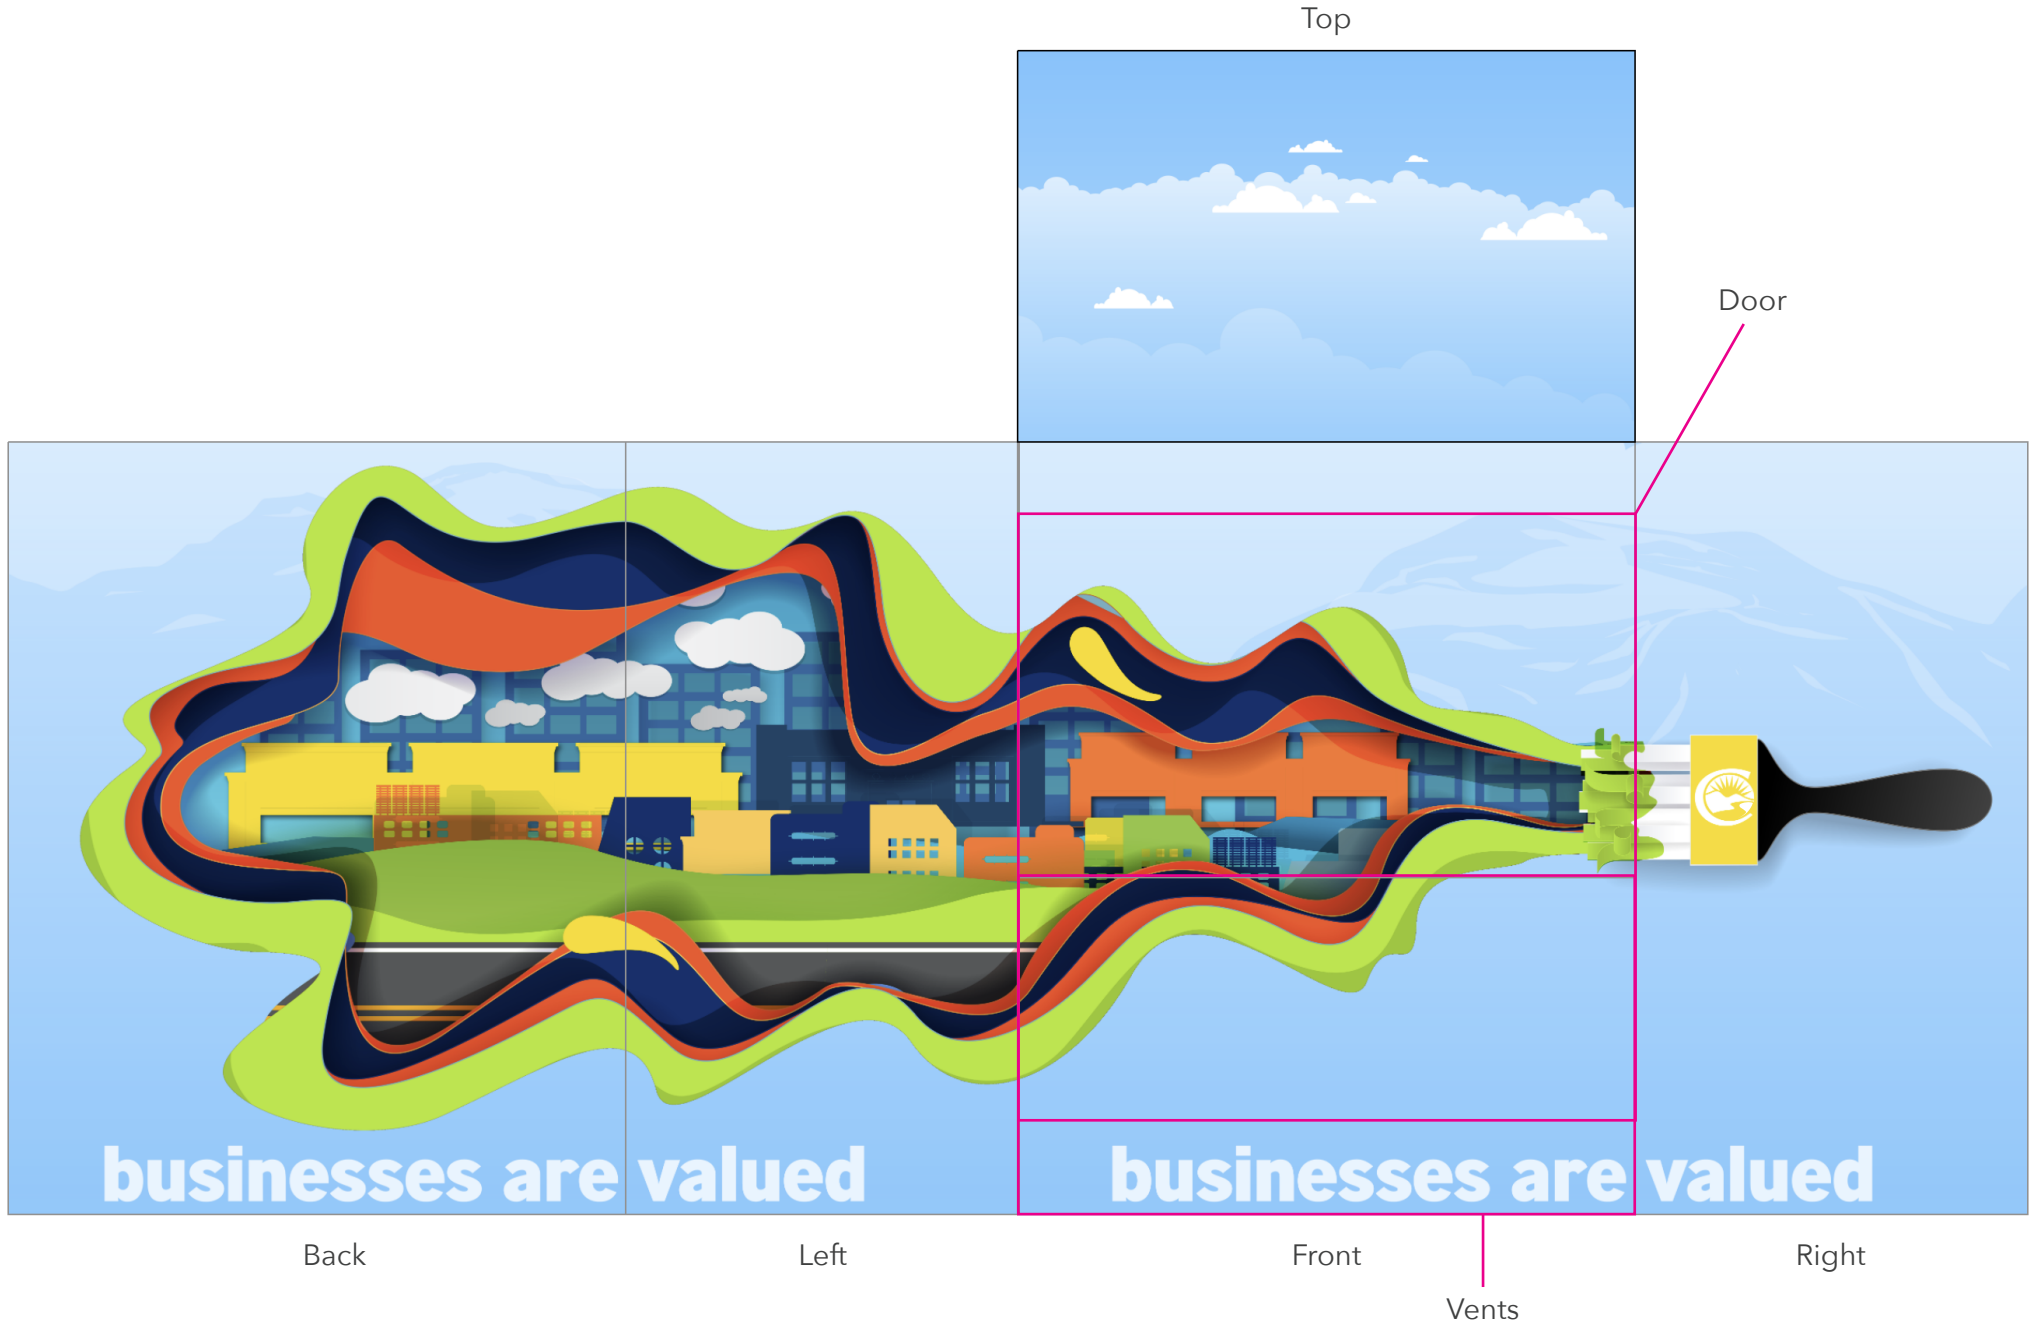 Top
Door
businesses are valued
businesses are valued
Back
Left
Front
Right
Vents